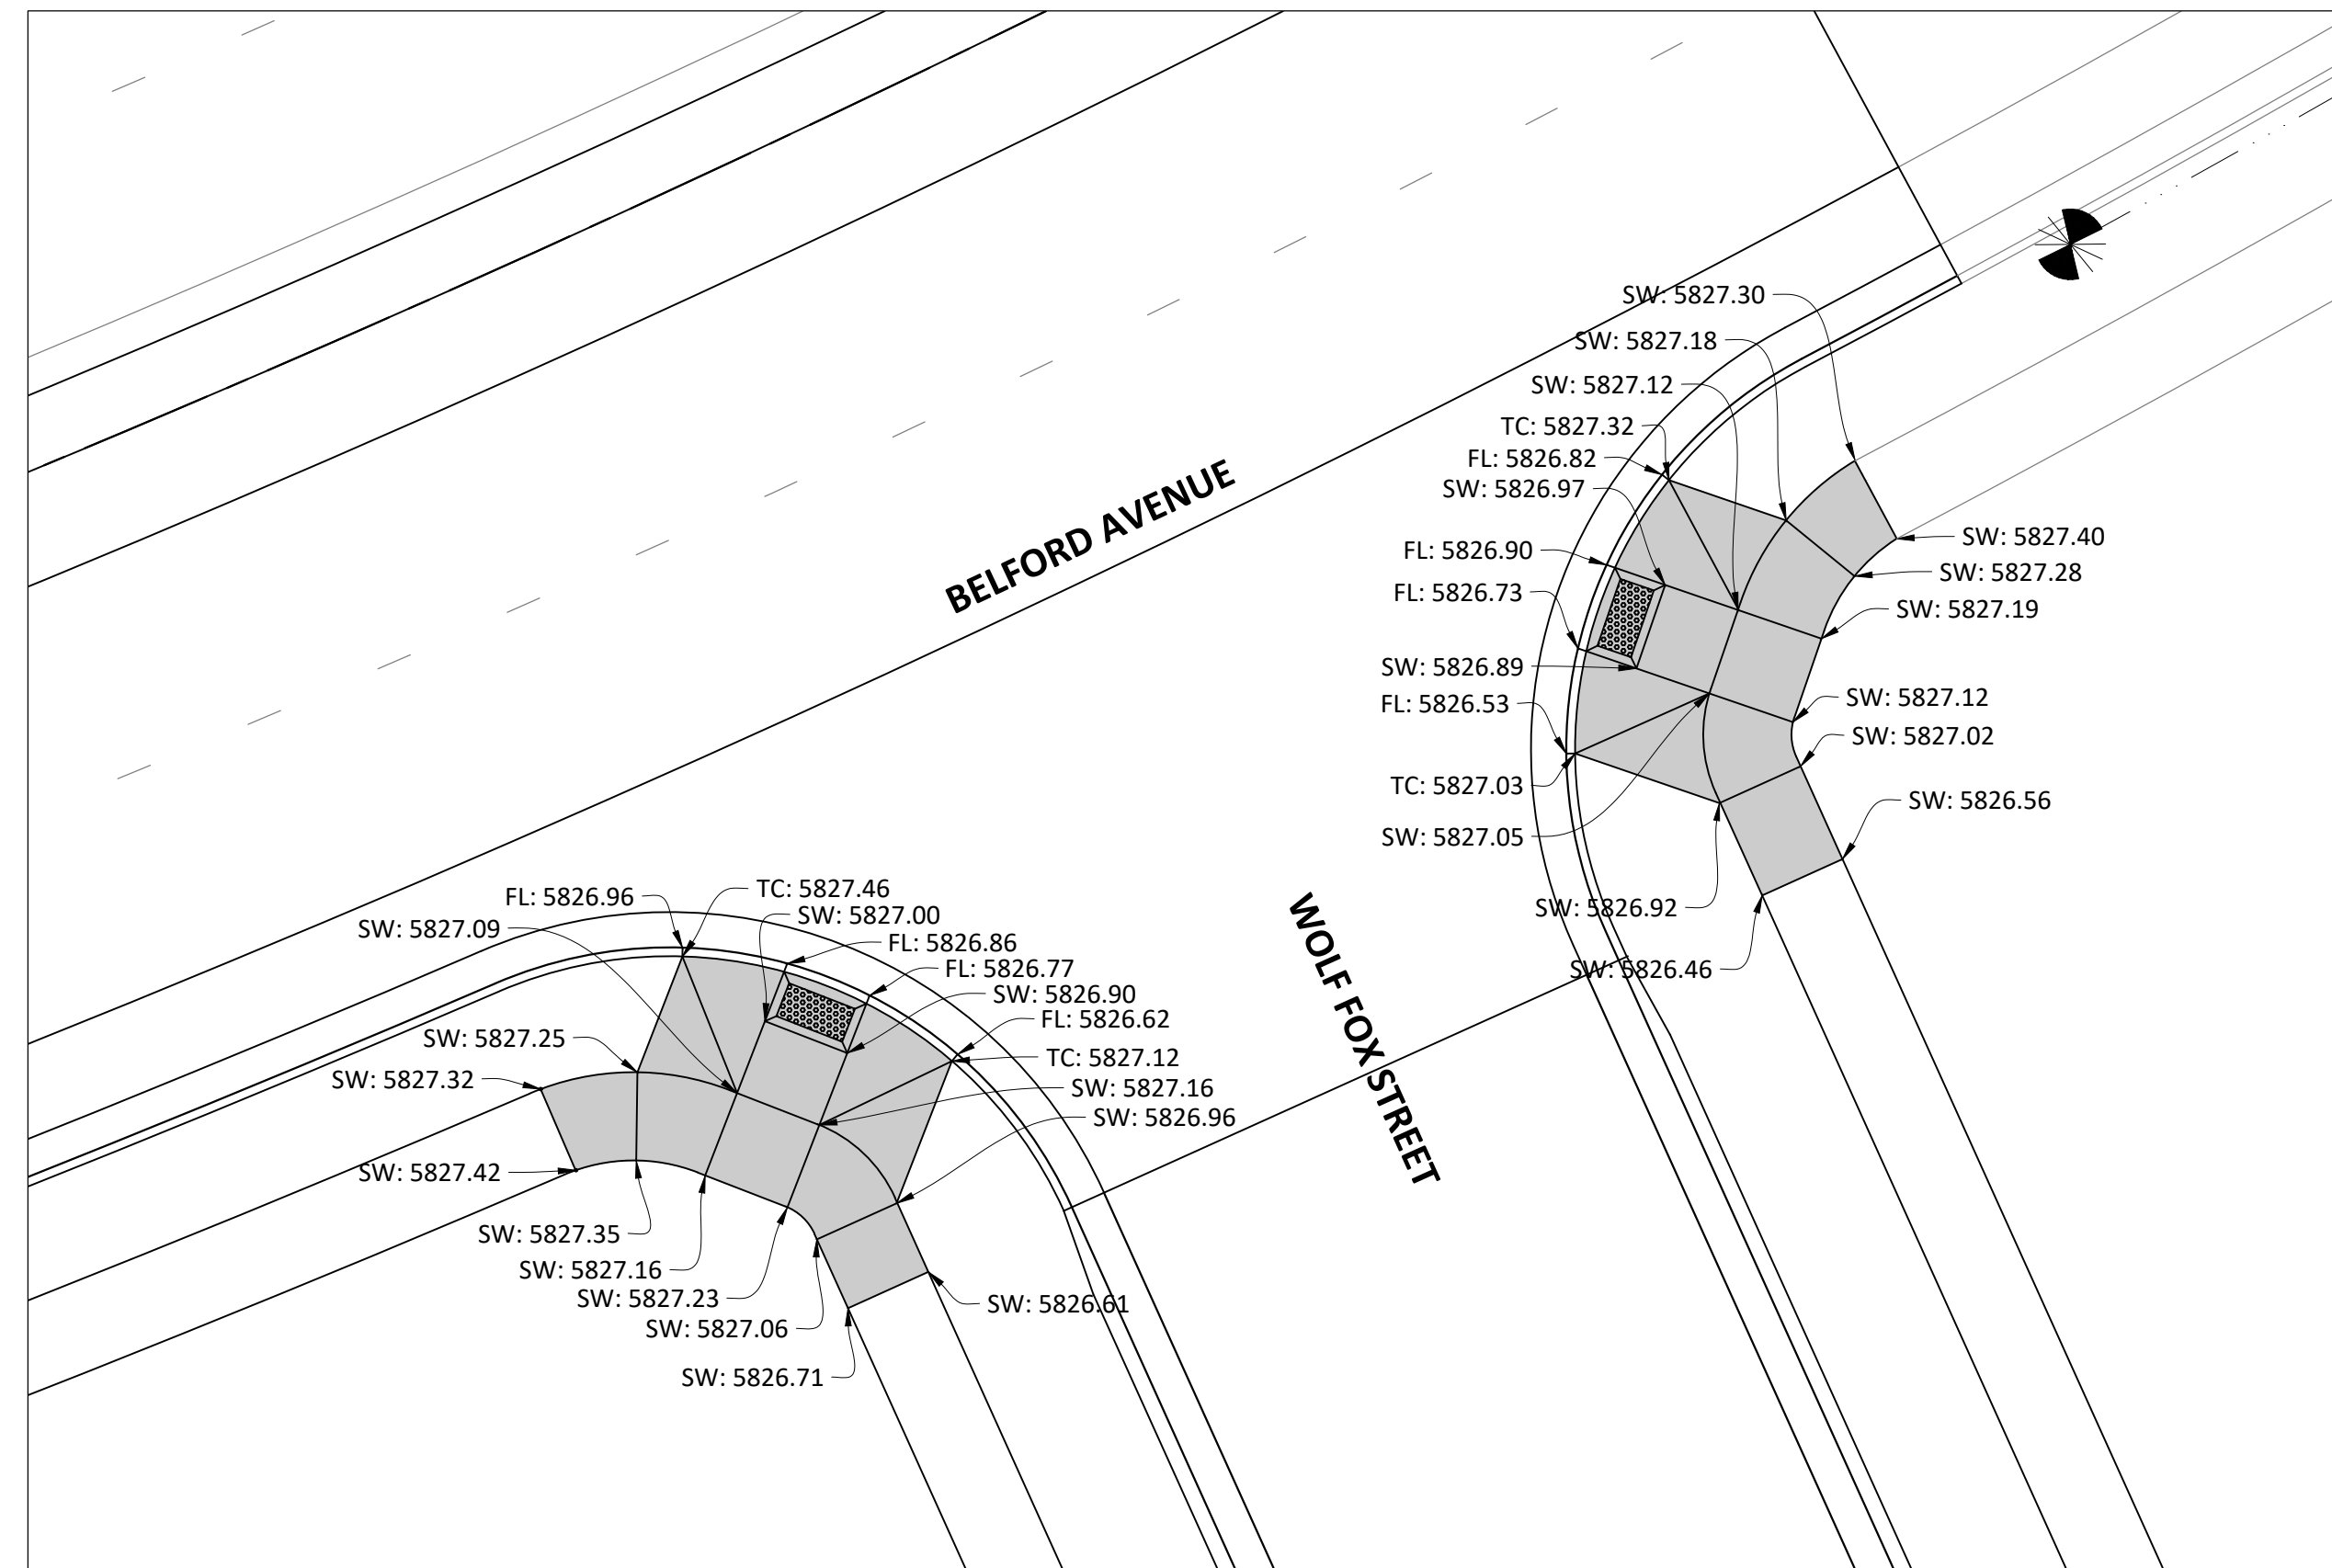 SW: 5827.30
SW: 5827.18
SW: 5827.12
TC: 5827.32
FL: 5826.82
SW: 5826.97
FL: 5826.90
FL: 5826.73
SW: 5826.89
FL: 5826.53
TC: 5827.03
SW: 5827.05
SW: 5826.92
SW: 5826.46
SW: 5827.40
SW: 5827.28
SW: 5827.19
SW: 5827.12
SW: 5827.02
SW: 5826.56
BELFORD AVENUE
WOLF FOX STREET
FL: 5826.96
SW: 5827.09
SW: 5827.25
SW: 5827.32
SW: 5827.42
SW: 5827.35
SW: 5827.16
SW: 5827.23
SW: 5827.06
SW: 5826.71
TC: 5827.46
SW: 5827.00
FL: 5826.86
FL: 5826.77
SW: 5826.90
FL: 5826.62
TC: 5827.12
SW: 5827.16
SW: 5826.96
SW: 5826.61